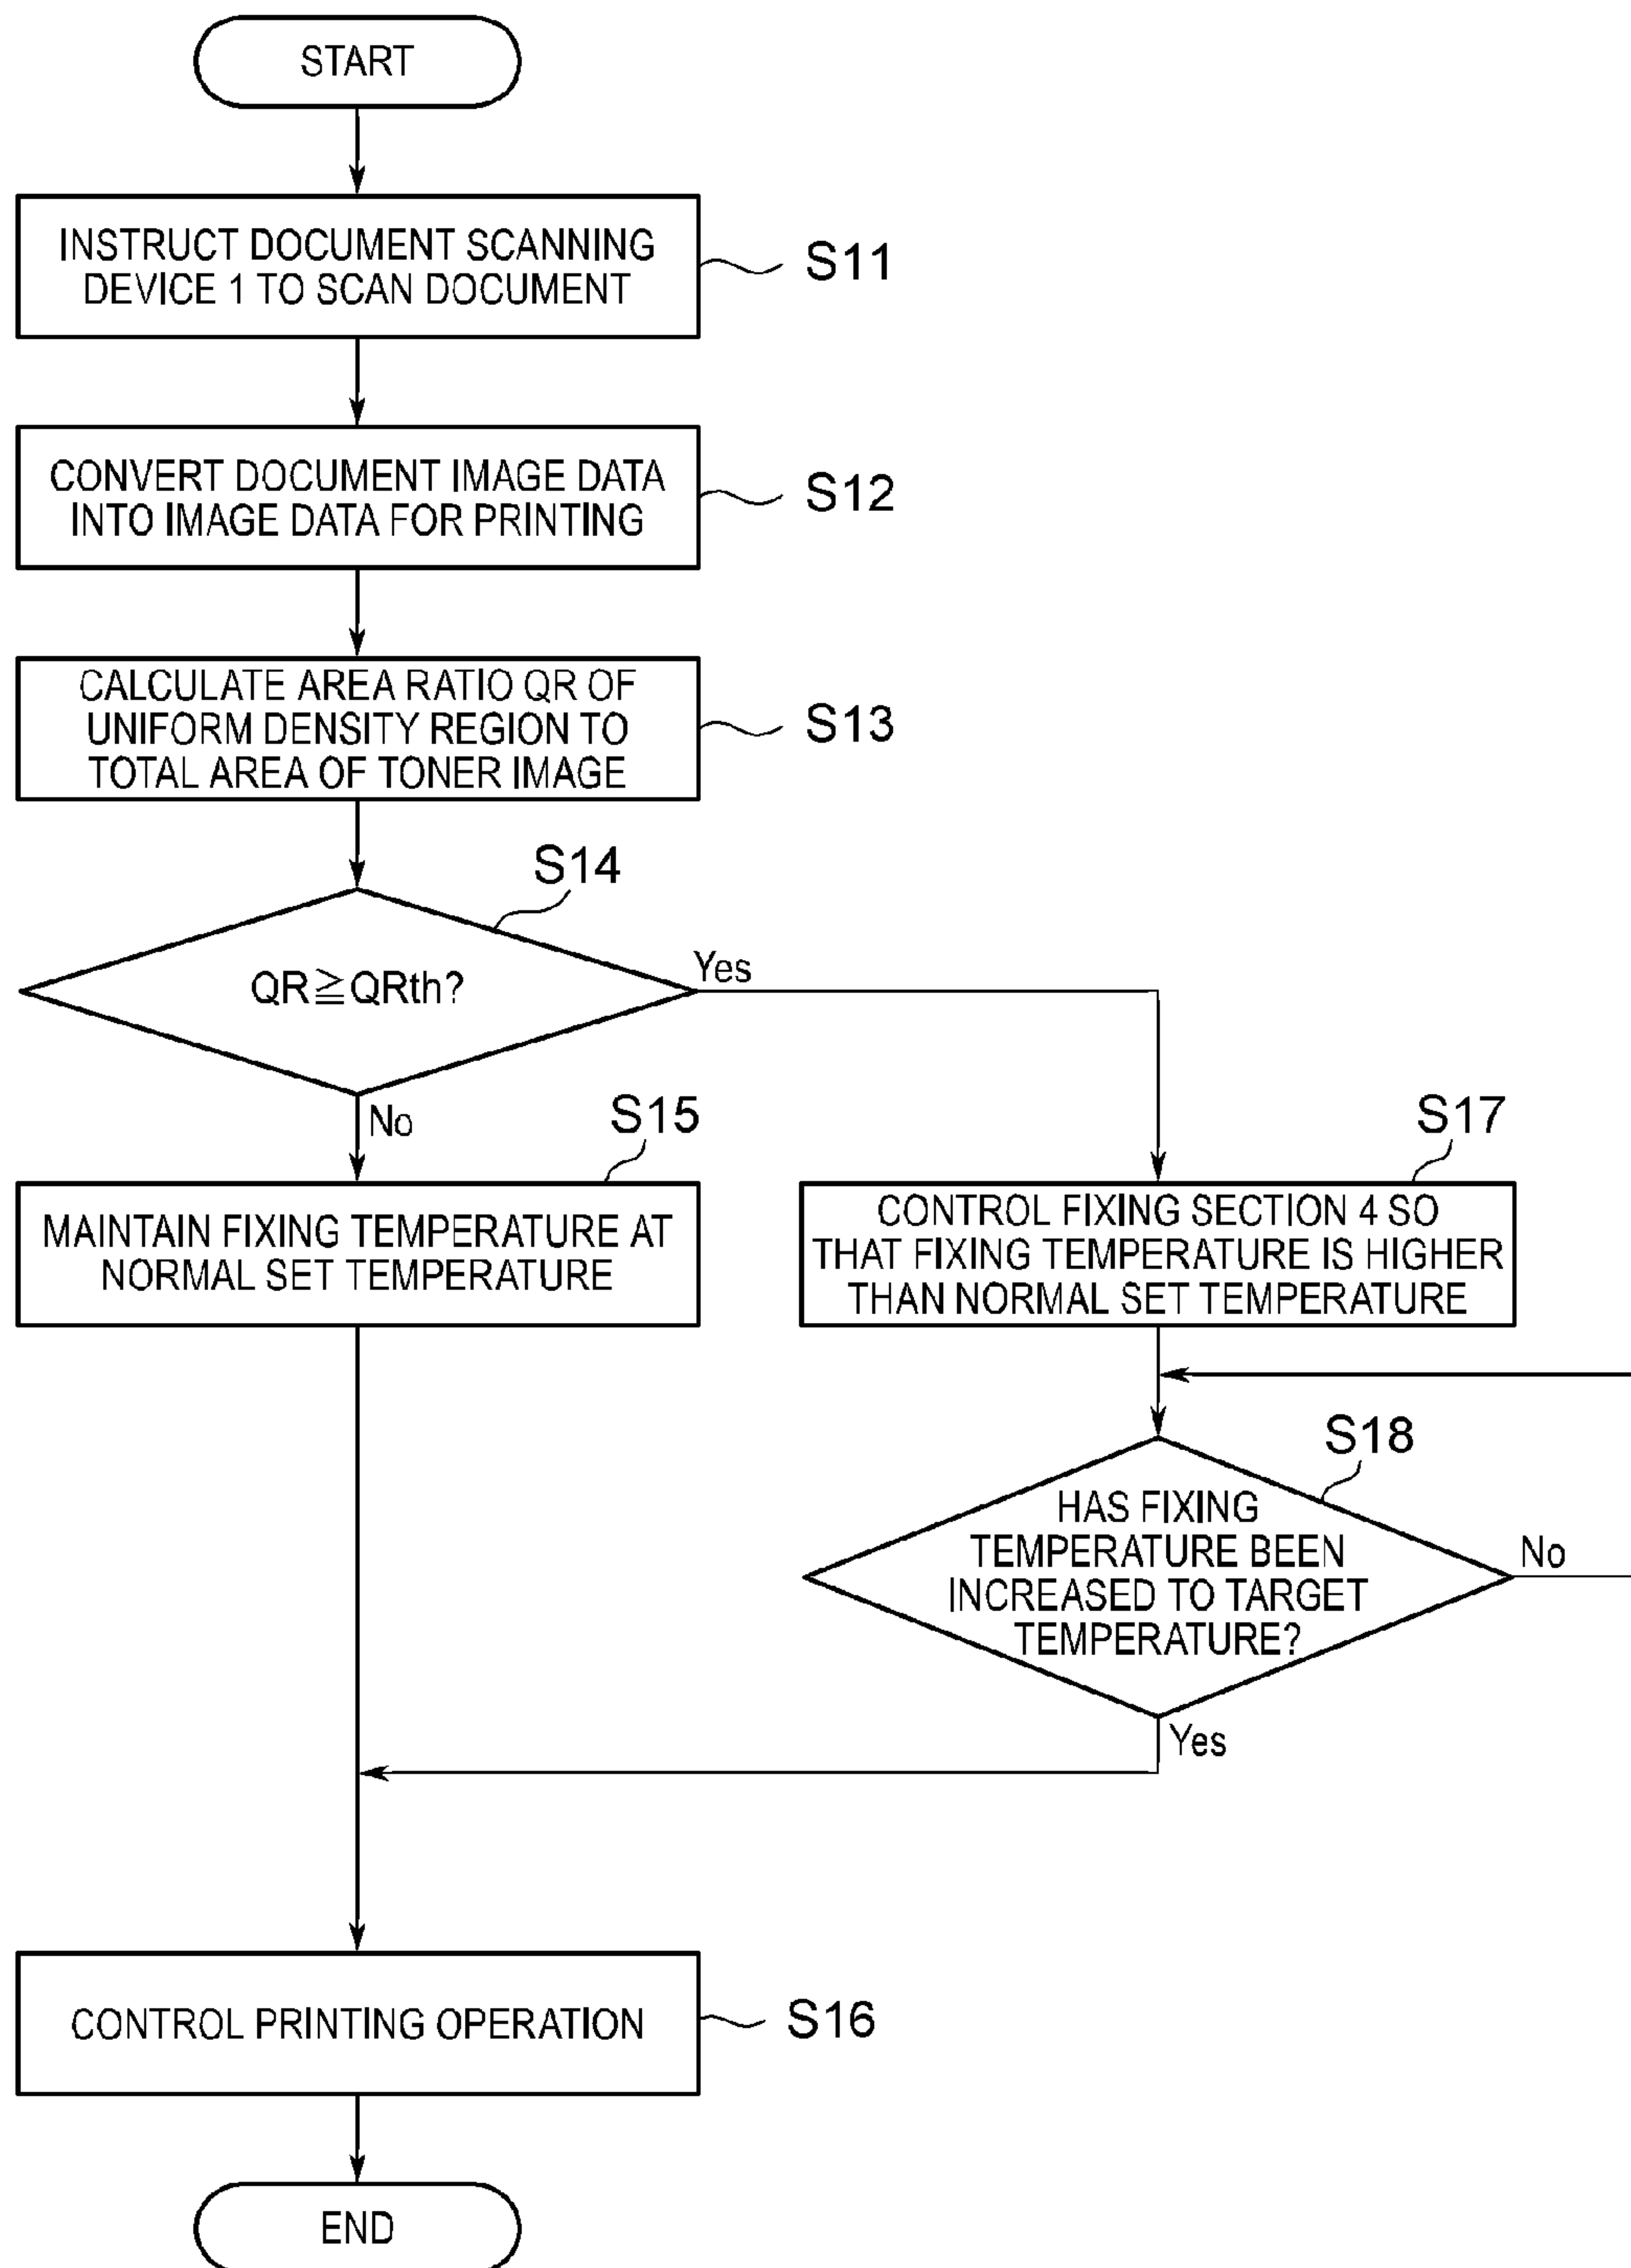 START
INSTRUCT DOCUMENT SCANNING
DEVICE 1 TO SCAN DOCUMENT
S11
CONVERT DOCUMENT IMAGE DATA
INTO IMAGE DATA FOR PRINTING
S12
CALCULATE AREA RATIO QR OF
UNIFORM DENSITY REGION TO
TOTAL AREA OF TONER IMAGE
S13
S14
QR≧QRth?
Yes
No
S15
MAINTAIN FIXING TEMPERATURE AT
NORMAL SET TEMPERATURE
S17
CONTROL FIXING SECTION 4 SO
THAT FIXING TEMPERATURE IS HIGHER
THAN NORMAL SET TEMPERATURE
S18
HAS FIXING
TEMPERATURE BEEN
INCREASED TO TARGET
TEMPERATURE?
No
Yes
CONTROL PRINTING OPERATION
S16
END